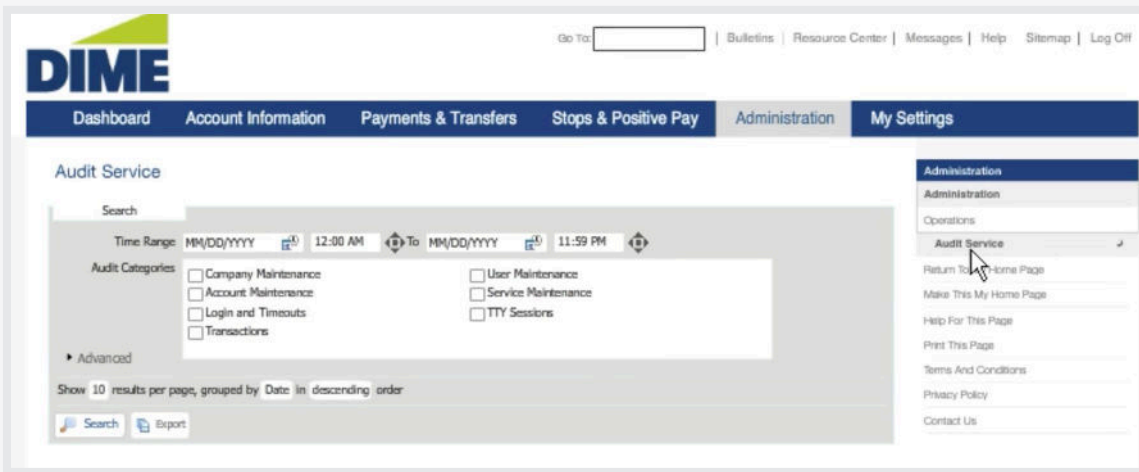 DIME
Go To: | Bulletins | Resource Center | Messages | Help Sitemap | Log Off
Dashboard Account Information Payments & Transfers Stops & Positive Pay Administration My Settings
Audit Service
Search
Time Range MM/DD/YYYY 12:00 AM To MM/DD/YYYY 11:59 PM
Audit Categories
Company Maintenance User Maintenance
Account Maintenance Service Maintenance
Login and Timeouts TTY Sessions
Transactions
Advanced
Show 10 results per page, grouped by Date in descending order
Search Export
Administration
Administration
Operations
Audit Service
Return To Home Page
Make This My Home Page
Help For This Page
Print This Page
Terms And Conditions
Privacy Policy
Contact Us